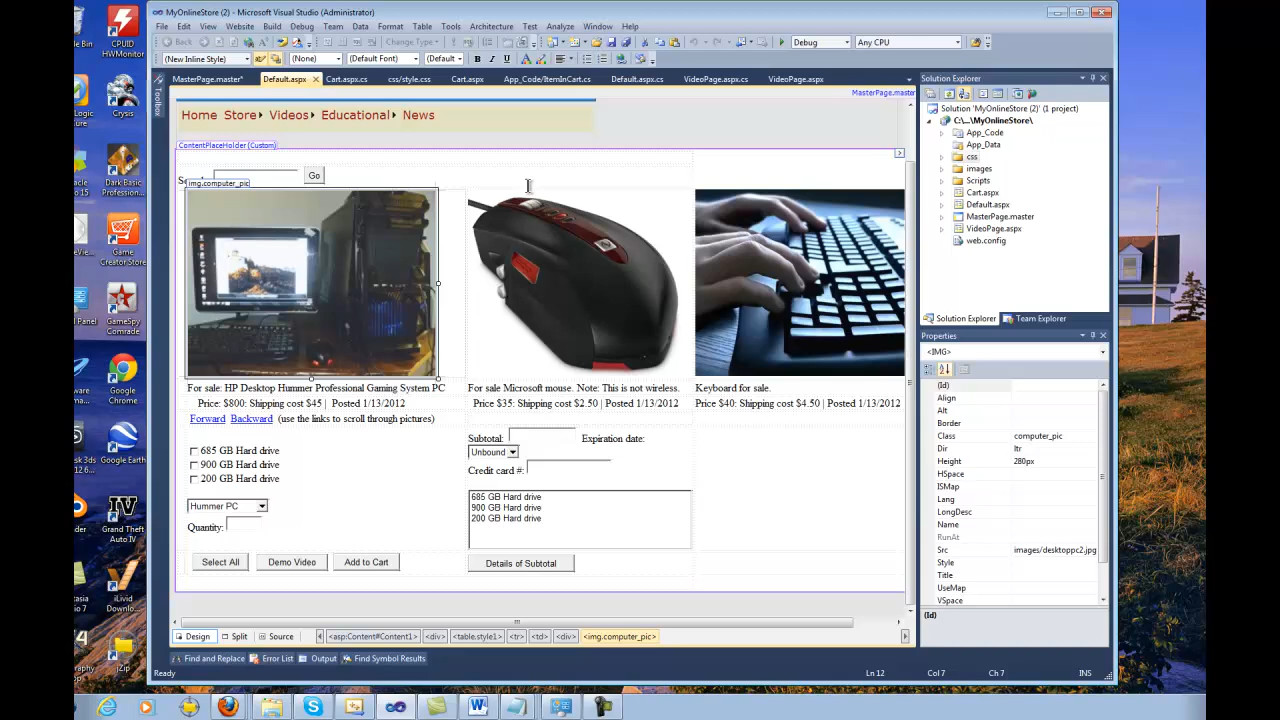 MyOnlineStore (2) - Microsoft Visual Studio (Administrator)
File Edit View Website Build Debug Team Data Format Table Tools Architecture Test Analyze Window Help
Back Change Type Debug Any CPU
(New Inline Style) (None) (Default Font) (Default
MasterPage.master* Default.aspx Cart.aspx.cs css/style.css Cart.aspx App_Code/ItemInCart.cs Default.aspx.cs VideoPage.aspx.cs VideoPage.aspx
MasterPage.master
Toolbox
Home Store Videos Educational News
ContentPlaceHolder (Custom)
Go
img.computer_pic
For sale: HP Desktop Hummer Professional Gaming System PC
Price: $800: Shipping cost $45 | Posted 1/13/2012
For sale Microsoft mouse. Note: This is not wireless.
Price $35: Shipping cost $2.50 | Posted 1/13/2012
Keyboard for sale.
Price $40: Shipping cost $4.50 | Posted 1/13/2012
Forward Backward (use the links to scroll through pictures)
685 GB Hard drive
900 GB Hard drive
200 GB Hard drive
Hummer PC
Quantity:
Select All Demo Video Add to Cart
Subtotal: Expiration date:
Unbound
Credit card #:
685 GB Hard drive
900 GB Hard drive
200 GB Hard drive
Details of Subtotal
Design Split Source <asp:Content#Content1> <div> <table.style1> <tr> <td> <div> <img.computer_pic>
Find and Replace Error List Output Find Symbol Results
Ready Ln 12 Col 7 Ch 7 INS
Solution Explorer
Solution 'MyOnlineStore (2)' (1 project)
C:\...\MyOnlineStore\
App_Code
App_Data
css
images
Scripts
Cart.aspx
Default.aspx
MasterPage.master
VideoPage.aspx
web.config
Solution Explorer Team Explorer
Properties
<IMG>
(Id)
Align
Alt
Border
Class computer_pic
Dir ltr
Height 280px
HSpace
ISMap
Lang
LongDesc
Name
RunAt
Src images/desktoppc2.jpg
Style
Title
UseMap
VSpace
(Id)
CPUID
HWMonitor
Crysis
Dark Basic
Profession...
Game
Creator Store
GameSpy
Comrade
Google
Chrome
Google Earth
Grand Theft
Auto IV
iLivid
Downlo...
jZip